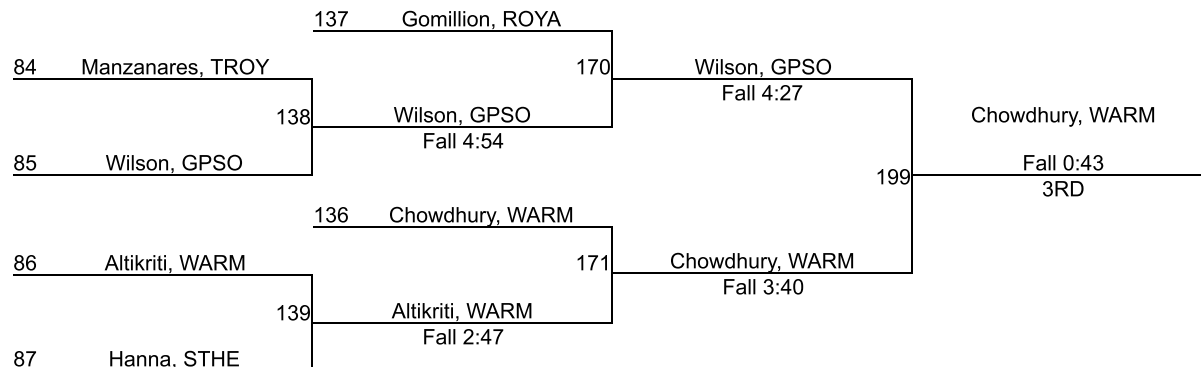 137 Gomillion, ROYA
84 Manzanares, TROY
170 Wilson, GPSO
Fall 4:27
138 Wilson, GPSO
Fall 4:54
Chowdhury, WARM
85 Wilson, GPSO
Fall 0:43
199
3RD
136 Chowdhury, WARM
86 Altikriti, WARM
171 Chowdhury, WARM
Fall 3:40
139 Altikriti, WARM
Fall 2:47
87 Hanna, STHE